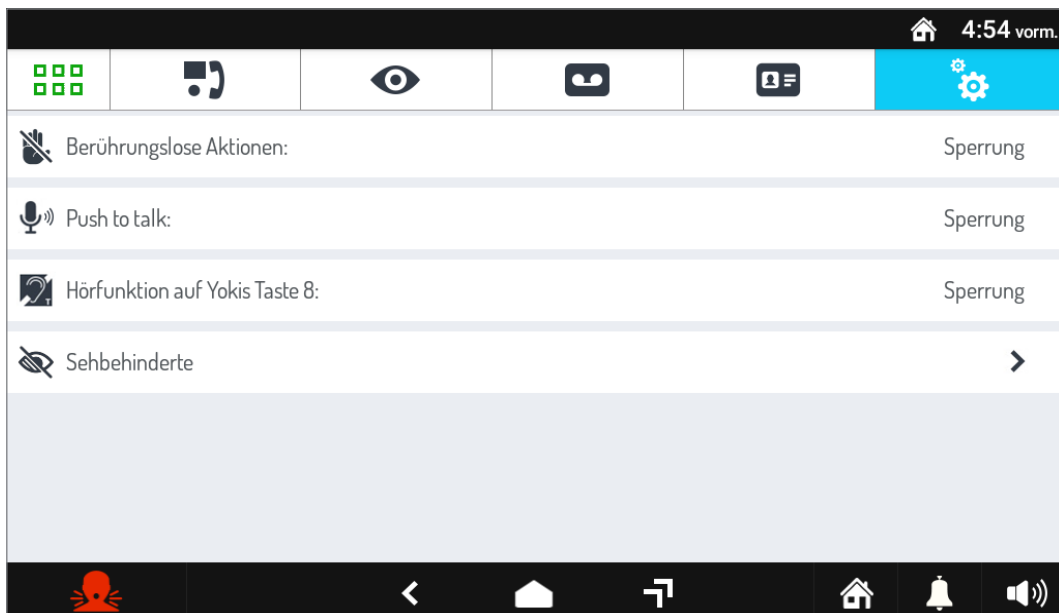 4:54 vorm.
Berührungslose Aktionen: Sperrung
Push to talk: Sperrung
Hörfunktion auf Yokis Taste 8: Sperrung
Sehbehinderte